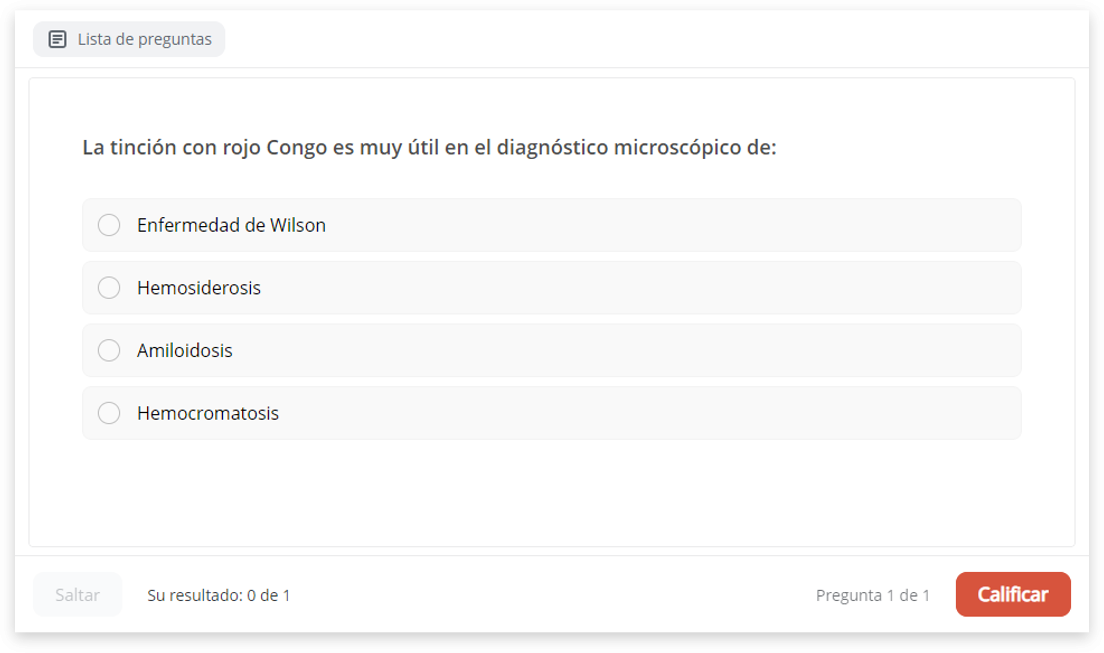 Lista de preguntas
La tinción con rojo Congo es muy útil en el diagnóstico microscópico de:
Enfermedad de Wilson
Hemosiderosis
Amiloidosis
Hemocromatosis
Saltar
Su resultado: 0 de 1
Pregunta 1 de 1
Calificar